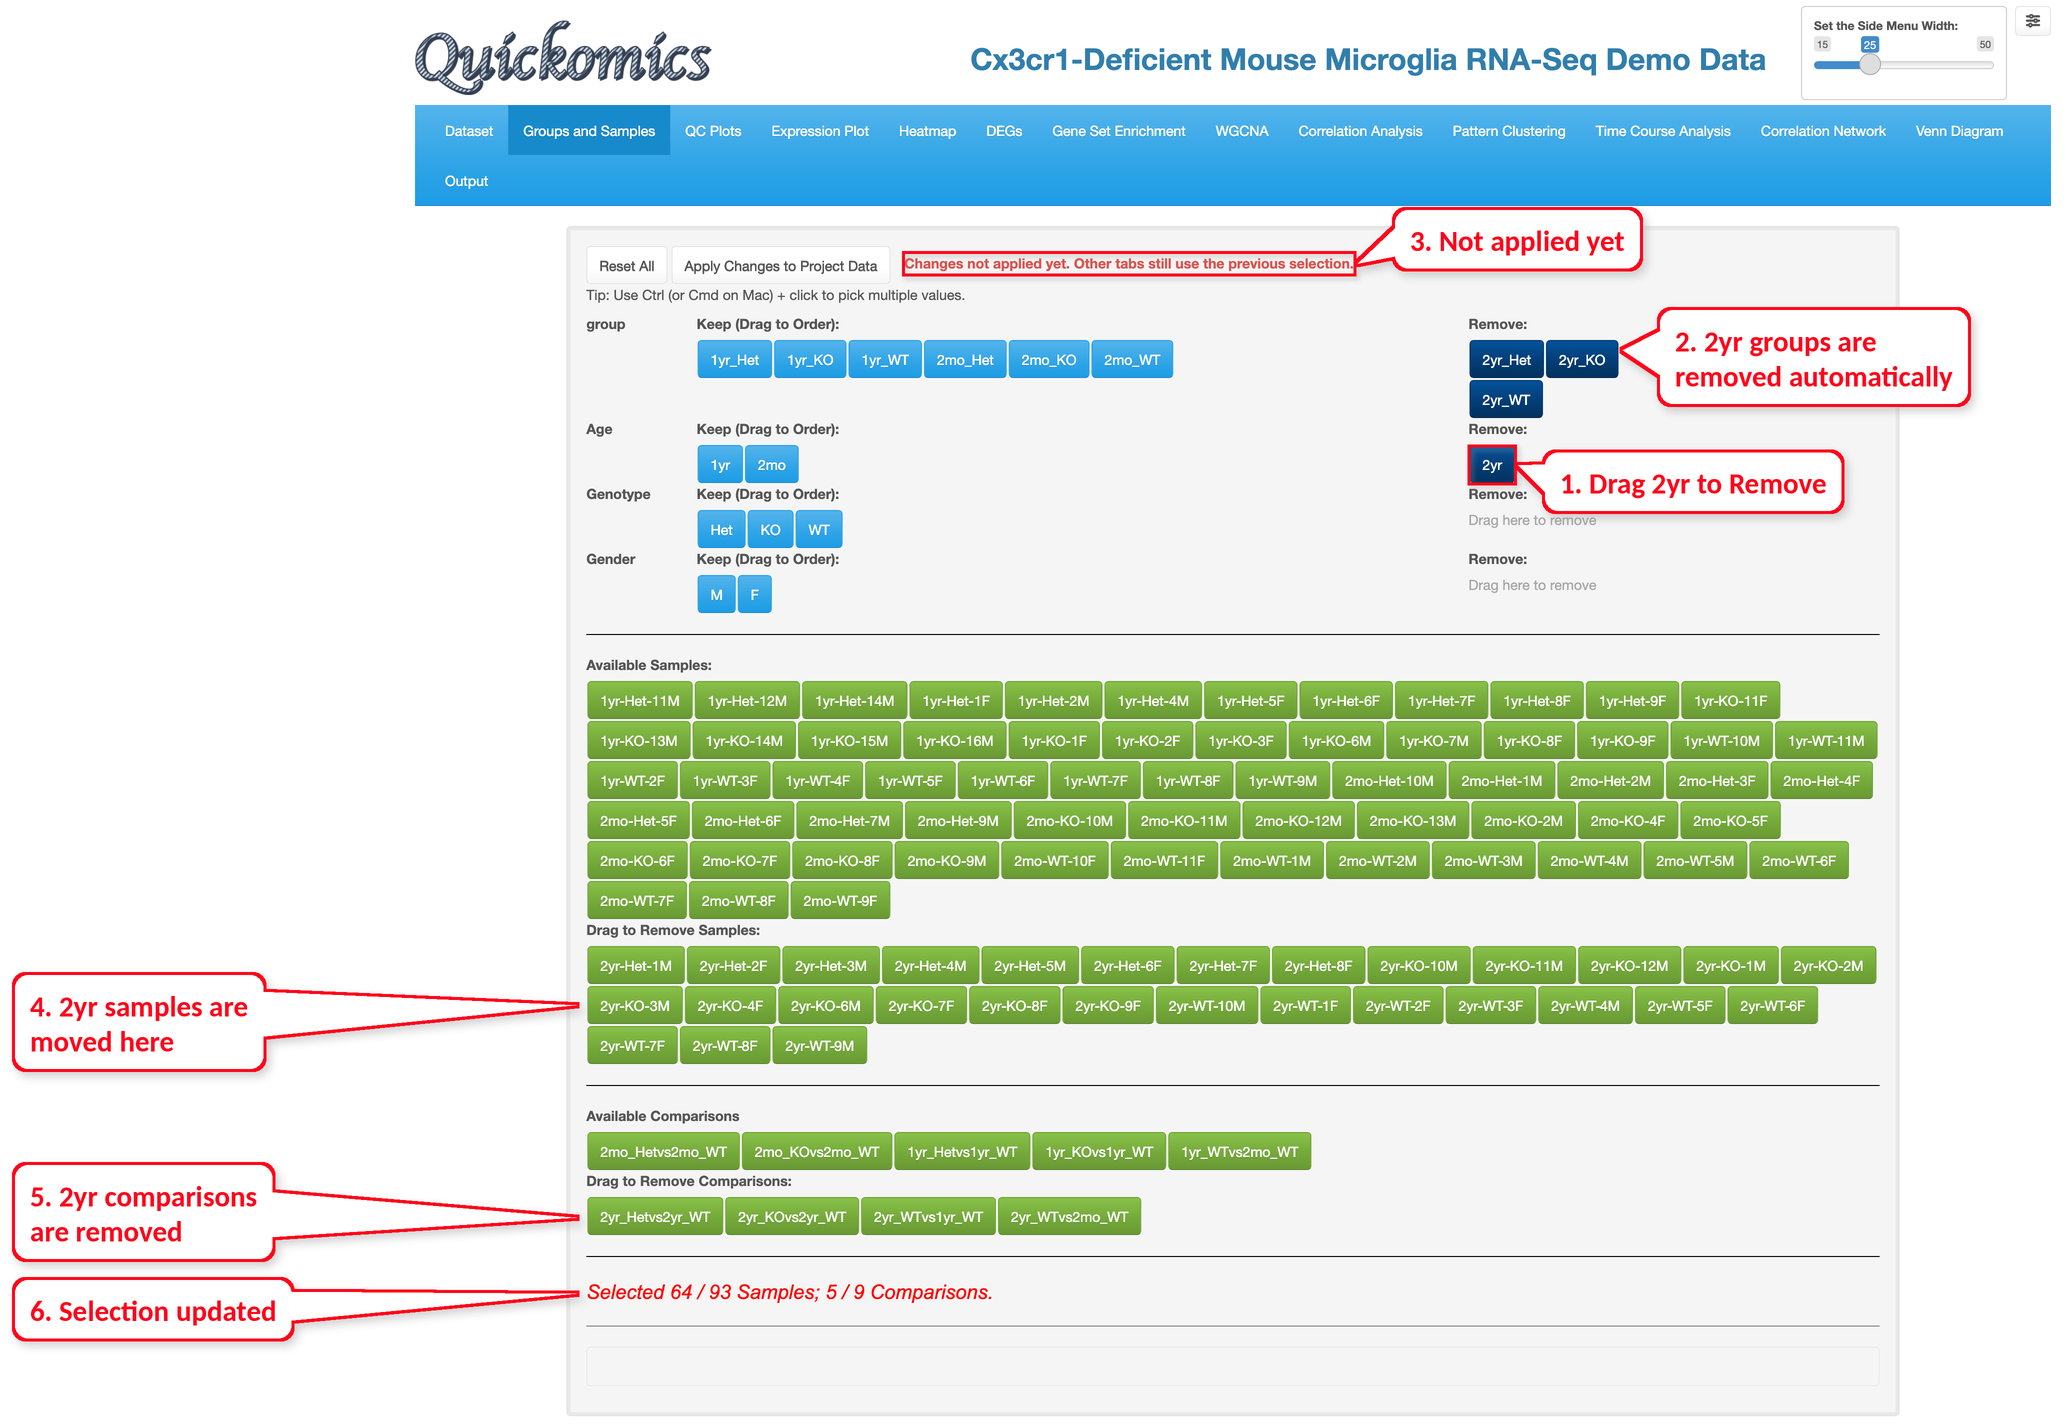 Quickomics
Cx3cr1-Deficient Mouse Microglia RNA-Seq Demo Data
Set the Side Menu Width:
15 25 50
Dataset Groups and Samples QC Plots Expression Plot Heatmap DEGs Gene Set Enrichment WGCNA Correlation Analysis Pattern Clustering Time Course Analysis Correlation Network Venn Diagram
Output
3. Not applied yet
Reset All Apply Changes to Project Data Changes not applied yet. Other tabs still use the previous selection.
Tip: Use Ctrl (or Cmd on Mac) + click to pick multiple values.
group Keep (Drag to Order): Remove:
1yr_Het 1yr_KO 1yr_WT 2mo_Het 2mo_KO 2mo_WT 2yr_Het 2yr_KO
2yr_WT
2. 2yr groups are
removed automatically
Age Keep (Drag to Order): Remove:
1yr 2mo 2yr
1. Drag 2yr to Remove
Genotype Keep (Drag to Order): Remove:
Het KO WT Drag here to remove
Gender Keep (Drag to Order): Remove:
M F Drag here to remove
Available Samples:
1yr-Het-11M 1yr-Het-12M 1yr-Het-14M 1yr-Het-1F 1yr-Het-2M 1yr-Het-4M 1yr-Het-5F 1yr-Het-6F 1yr-Het-7F 1yr-Het-8F 1yr-Het-9F 1yr-KO-11F
1yr-KO-13M 1yr-KO-14M 1yr-KO-15M 1yr-KO-16M 1yr-KO-1F 1yr-KO-2F 1yr-KO-3F 1yr-KO-6M 1yr-KO-7M 1yr-KO-8F 1yr-KO-9F 1yr-WT-10M 1yr-WT-11M
1yr-WT-2F 1yr-WT-3F 1yr-WT-4F 1yr-WT-5F 1yr-WT-6F 1yr-WT-7F 1yr-WT-8F 1yr-WT-9M 2mo-Het-10M 2mo-Het-1M 2mo-Het-2M 2mo-Het-3F 2mo-Het-4F
2mo-Het-5F 2mo-Het-6F 2mo-Het-7M 2mo-Het-9M 2mo-KO-10M 2mo-KO-11M 2mo-KO-12M 2mo-KO-13M 2mo-KO-2M 2mo-KO-4F 2mo-KO-5F
2mo-KO-6F 2mo-KO-7F 2mo-KO-8F 2mo-KO-9M 2mo-WT-10F 2mo-WT-11F 2mo-WT-1M 2mo-WT-2M 2mo-WT-3M 2mo-WT-4M 2mo-WT-5M 2mo-WT-6F
2mo-WT-7F 2mo-WT-8F 2mo-WT-9F
Drag to Remove Samples:
2yr-Het-1M 2yr-Het-2F 2yr-Het-3M 2yr-Het-4M 2yr-Het-5M 2yr-Het-6F 2yr-Het-7F 2yr-Het-8F 2yr-KO-10M 2yr-KO-11M 2yr-KO-12M 2yr-KO-1M 2yr-KO-2M
2yr-KO-3M 2yr-KO-4F 2yr-KO-6M 2yr-KO-7F 2yr-KO-8F 2yr-KO-9F 2yr-WT-10M 2yr-WT-1F 2yr-WT-2F 2yr-WT-3F 2yr-WT-4M 2yr-WT-5F 2yr-WT-6F
2yr-WT-7F 2yr-WT-8F 2yr-WT-9M
4. 2yr samples are
moved here
Available Comparisons
2mo_Hetvs2mo_WT 2mo_KOvs2mo_WT 1yr_Hetvs1yr_WT 1yr_KOvs1yr_WT 1yr_WTvs2mo_WT
Drag to Remove Comparisons:
2yr_Hetvs2yr_WT 2yr_KOvs2yr_WT 2yr_WTvs1yr_WT 2yr_WTvs2mo_WT
5. 2yr comparisons
are removed
Selected 64 / 93 Samples; 5 / 9 Comparisons.
6. Selection updated